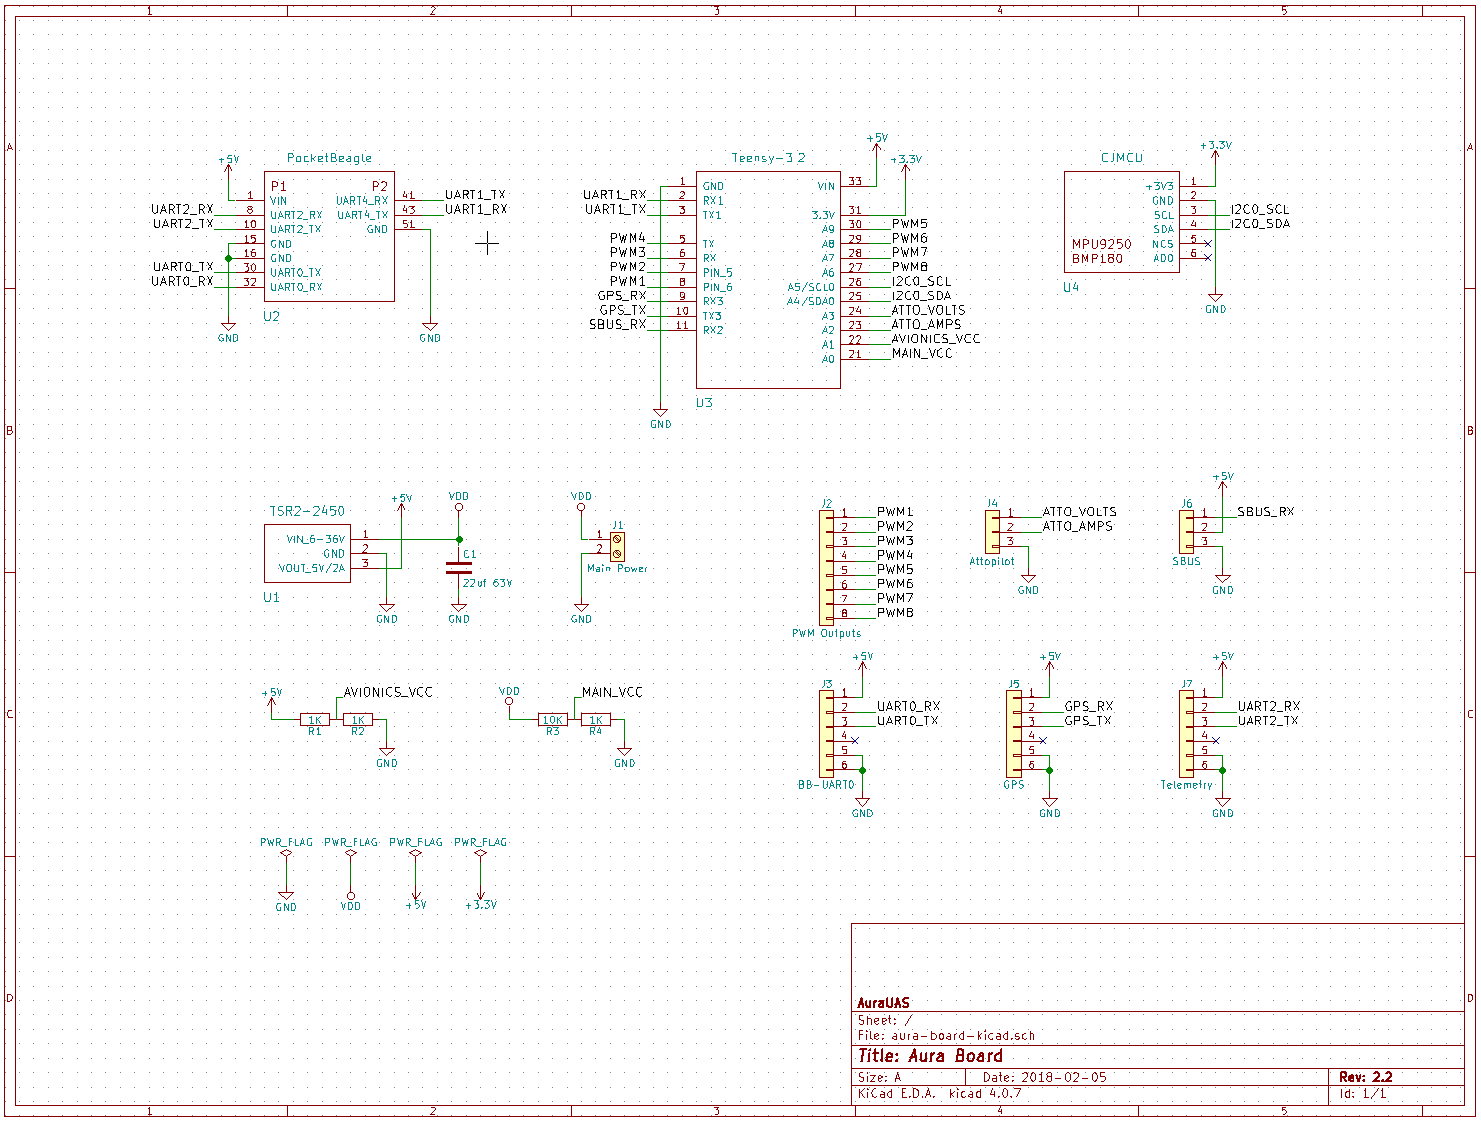 1 2 3 4 5
A A
B B
C C
D D
PocketBeagle
+5V
P1 P2
1 VIN UART4_RX 41 UART1_TX
UART2_RX 8 UART2_RX UART4_TX 43 UART1_RX
UART2_TX 10 UART2_TX GND 51
15 GND
16 GND
UART0_TX 30 UART0_TX
UART0_RX 32 UART0_RX
U2
GND GND
Teensy-3.2
+5V
+3.3V
1 GND VIN 33
UART1_RX 2 RX1
UART1_TX 3 TX1 3.3V 31
A9 30 PWM5
PWM4 5 TX A8 29 PWM6
PWM3 6 RX A7 28 PWM7
PWM2 7 PIN_5 A6 27 PWM8
PWM1 8 PIN_6 A5/SCL0 26 I2C0_SCL
GPS_RX 9 RX3 A4/SDA0 25 I2C0_SDA
GPS_TX 10 TX3 A3 24 ATTO_VOLTS
SBUS_RX 11 RX2 A2 23 ATTO_AMPS
A1 22 AVIONICS_VCC
A0 21 MAIN_VCC
U3
GND
CJMCU
+3.3V
+3V3 1
GND 2
SCL 3 I2C0_SCL
SDA 4 I2C0_SDA
MPU9250 NCS 5
BMP180 AD0 6
U4
GND
TSR2-2450
+5V
VIN_6-36V 1
GND 2
VOUT_5V/2A 3
U1
GND
VDD
C1
22uf 63V
GND
VDD
J1
1
2
Main Power
GND
J2
1 PWM1
2 PWM2
3 PWM3
4 PWM4
5 PWM5
6 PWM6
7 PWM7
8 PWM8
PWM Outputs
J4
1 ATTO_VOLTS
2 ATTO_AMPS
3
Attopilot
GND
+5V
J6
1 SBUS_RX
2
3
SBUS
GND
+5V
AVIONICS_VCC
1K 1K
R1 R2
GND
VDD
MAIN_VCC
10K 1K
R3 R4
GND
+5V
J3
1
2 UART0_RX
3 UART0_TX
4
5
6
BB-UART0
GND
+5V
J5
1
2 GPS_RX
3 GPS_TX
4
5
6
GPS
GND
+5V
J7
1
2 UART2_RX
3 UART2_TX
4
5
6
Telemetry
GND
PWR_FLAG PWR_FLAG PWR_FLAG PWR_FLAG
GND VDD +5V +3.3V
AuraUAS
Sheet: /
File: aura-board-kicad.sch
Title: Aura Board
Size: A Date: 2018-02-05 Rev: 2.2
KiCad E.D.A. kicad 4.0.7 Id: 1/1
1 2 3 4 5